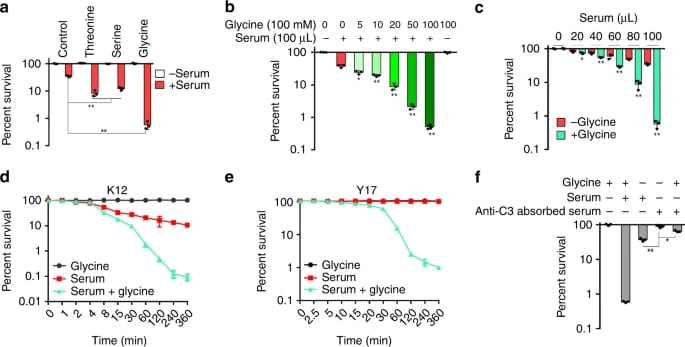 a
Control
Threonine
Serine
Glycine
100
10
1
0.1
Percent survival
–Serum
+Serum
**
**
b
Glycine (100 mM) 0 0 5 10 20 50 100 100
Serum (100 µL) – + + + + + + –
100
10
1
0.1
Percent survival
* * ** ** **
c
Serum (µL)
0 20 40 60 80 100
100
10
1
0.1
Percent survival
* ** ** ** **
–Glycine
+Glycine
d
K12
100
10
1
0.1
0.01
Percent survival
Glycine
Serum
Serum + glycine
0 1 2 4 8 15 30 60 120 240 360
Time (min)
e
Y17
100
10
1
0.1
Percent survival
Glycine
Serum
Serum + glycine
0 2.5 5 10 15 20 30 60 120 240 360
Time (min)
f
Glycine + + – – +
Serum – + + – –
Anti-C3 absorbed serum – – – + +
100
10
1
0.1
Percent survival
** *